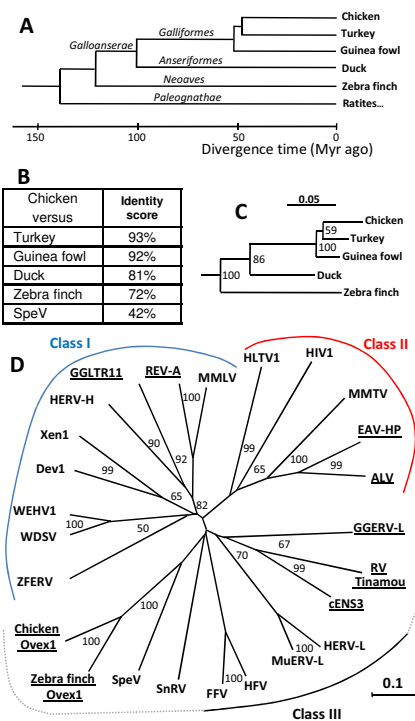 A
Galliformes
Galloanserae
Anseriformes
Neoaves
Paleognathae
Chicken
Turkey
Guinea fowl
Duck
Zebra finch
Ratites...
150 100 50 0
Divergence time (Myr ago)
B
Chicken versus Identity score
Turkey 93%
Guinea fowl 92%
Duck 81%
Zebra finch 72%
SpeV 42%
C
0.05
Chicken
59
Turkey
100
Guinea fowl
86
Duck
100
Zebra finch
D
Class I
Class II
GGLTR11
REV-A
MMLV
HLTV1
HIV1
HERV-H
MMTV
Xen1
EAV-HP
Dev1
ALV
WEHV1
WDSV
GGERV-L
ZFERV
RV Tinamou
cENS3
Chicken Ovex1
HERV-L
MuERV-L
Zebra finch Ovex1
SpeV
SnRV
FFV
HFV
Class III
0.1
100
90
92
99
65
82
100
50
99
65
100
99
67
70
99
100
100
100
100